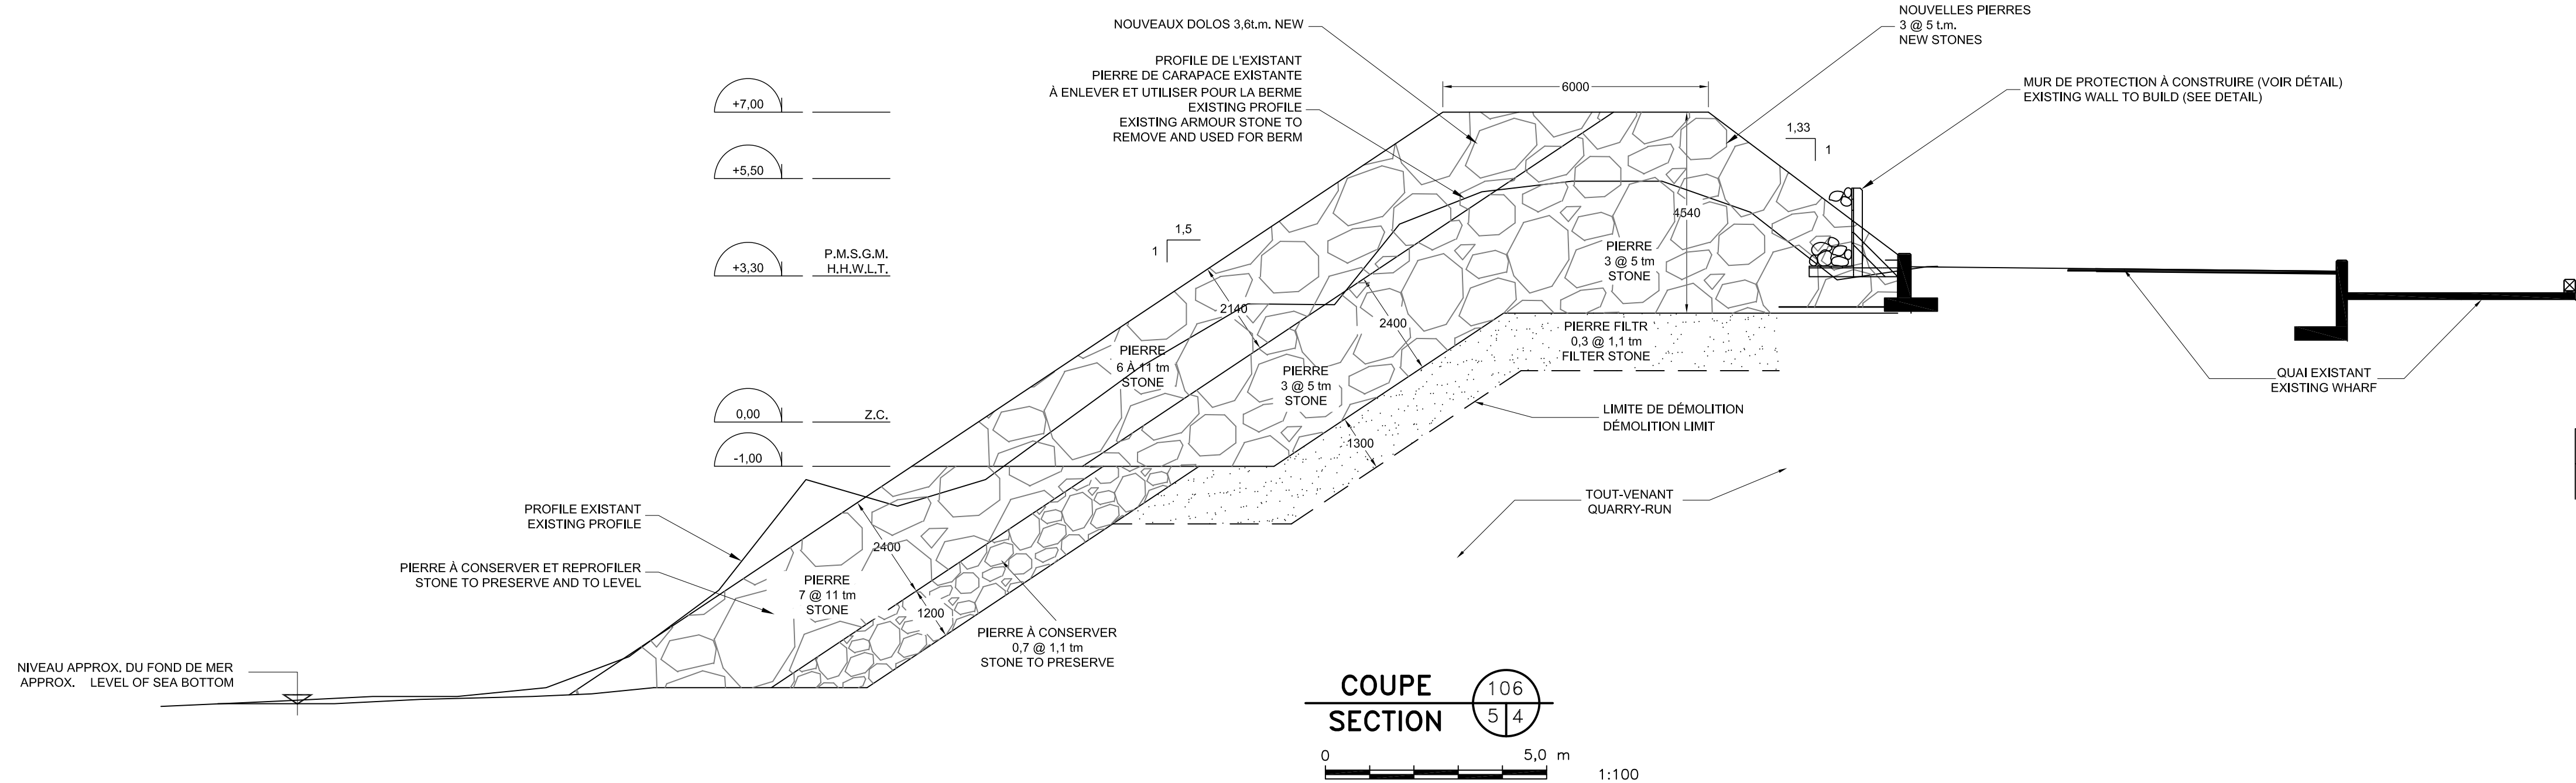 NOUVEAUX DOLOS 3,6t.m. NEW
NOUVELLES PIERRES
3 @ 5 t.m.
NEW STONES
PROFILE DE L'EXISTANT
PIERRE DE CARAPACE EXISTANTE
À ENLEVER ET UTILISER POUR LA BERME
EXISTING PROFILE
EXISTING ARMOUR STONE TO
REMOVE AND USED FOR BERM
6000
MUR DE PROTECTION À CONSTRUIRE (VOIR DÉTAIL)
EXISTING WALL TO BUILD (SEE DETAIL)
+7,00
1,33
1
+5,50
4540
1,5
1
+3,30
P.M.S.G.M.
H.H.W.L.T.
PIERRE
3 @ 5 tm
STONE
2140
2400
PIERRE FILTR
0,3 @ 1,1 tm
FILTER STONE
PIERRE
6 À 11 tm
STONE
PIERRE
3 @ 5 tm
STONE
QUAI EXISTANT
EXISTING WHARF
0,00
Z.C.
LIMITE DE DÉMOLITION
DÉMOLITION LIMIT
1300
-1,00
TOUT-VENANT
QUARRY-RUN
PROFILE EXISTANT
EXISTING PROFILE
2400
PIERRE À CONSERVER ET REPROFILER
STONE TO PRESERVE AND TO LEVEL
PIERRE
7 @ 11 tm
STONE
1200
PIERRE À CONSERVER
0,7 @ 1,1 tm
STONE TO PRESERVE
NIVEAU APPROX. DU FOND DE MER
APPROX. LEVEL OF SEA BOTTOM
COUPE
SECTION
106
5 4
0 5,0 m
1:100